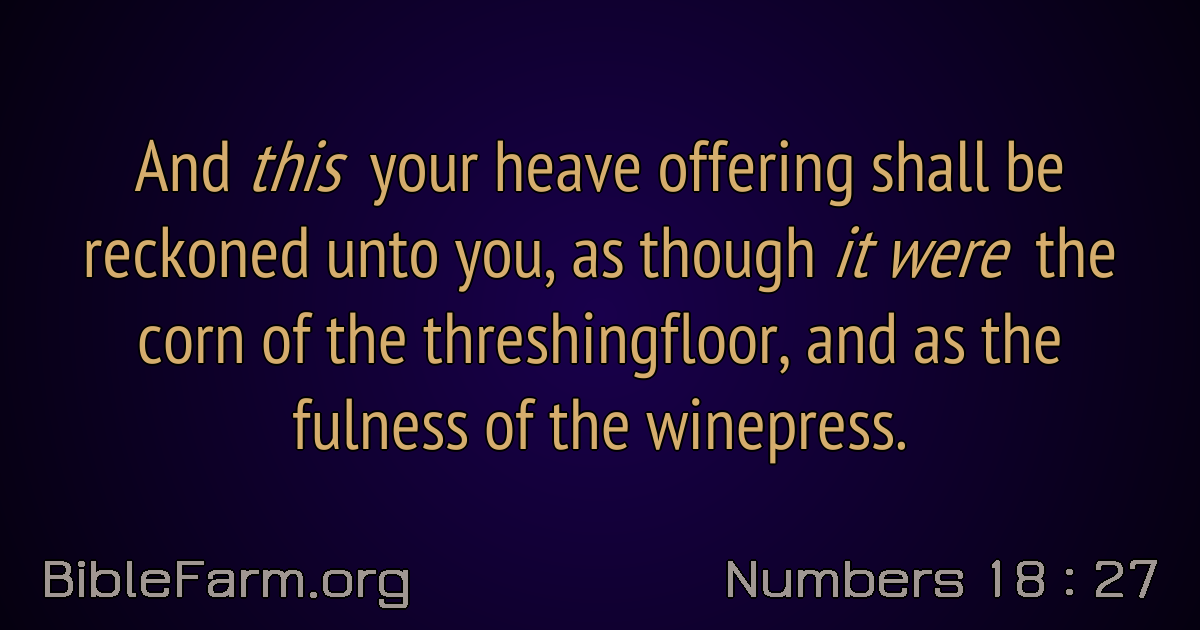 And this your heave offering shall be
reckoned unto you, as though it were the
corn of the threshingfloor, and as the
fulness of the winepress.
BibleFarm.org
Numbers 18 : 27